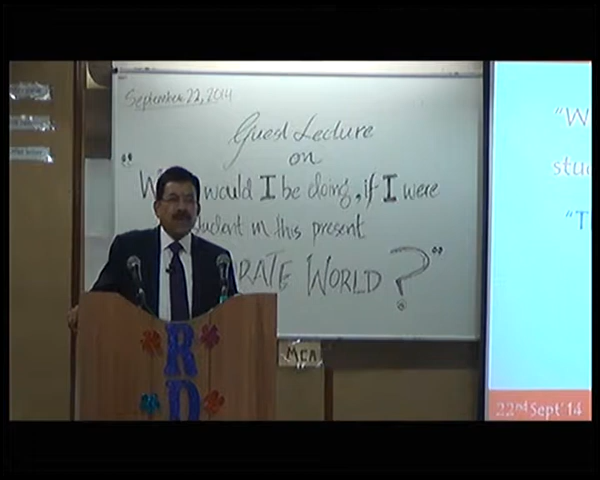 September 22, 2014
Guest Lecture
on
"W would I be doing, if I were
student in this present
RATE WORLD ?"
MCA
R
D
"W
stu
"T
22nd Sept'14